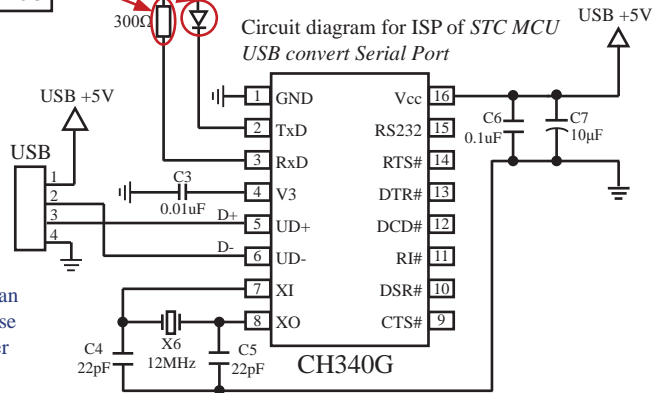 300Ω
Circuit diagram for ISP of STC MCU
USB convert Serial Port
USB +5V
USB +5V
USB
1
2
3
4
1 GND
2 TxD
3 RxD
4 V3
5 UD+
6 UD-
7 XI
8 XO
Vcc 16
RS232 15
RTS# 14
DTR# 13
DCD# 12
RI# 11
DSR# 10
CTS# 9
C6
0.1uF
C7
10μF
C3
0.01uF
D+
D-
an
se
er
C4
22pF
X6
12MHz
C5
22pF
CH340G